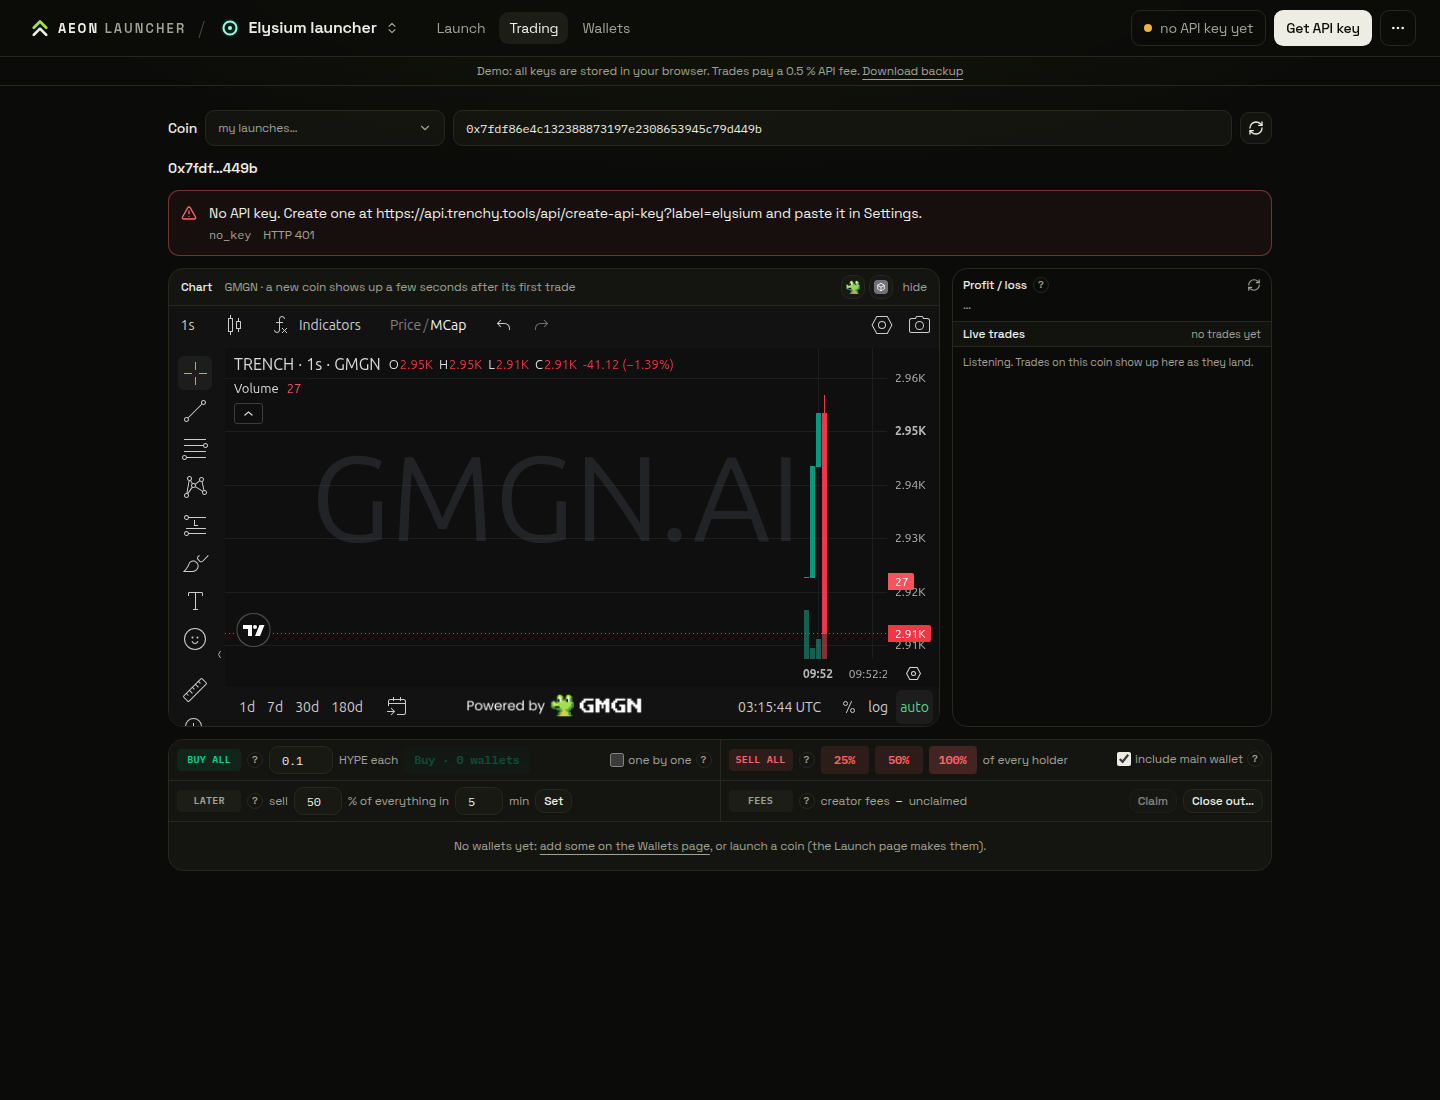 AEON LAUNCHER / Elysium launcher Launch Trading Wallets no API key yet Get API key ...
Demo: all keys are stored in your browser. Trades pay a 0.5 % API fee. Download backup
Coin my launches... 0x7fdf86e4c132388873197e2308653945c79d449b
0x7fdf...449b
No API key. Create one at https://api.trenchy.tools/api/create-api-key?label=elysium and paste it in Settings.
no_key HTTP 401
Chart GMGN · a new coin shows up a few seconds after its first trade hide
1s fx Indicators Price/MCap
TRENCH · 1s · GMGN O2.95K H2.95K L2.91K C2.91K -41.12 (−1.39%)
Volume 27
GMGN.AI
2.96K
2.95K
2.94K
2.93K
27
2.92K
2.91K
2.91K
09:52 09:52:2
1d 7d 30d 180d Powered by GMGN 03:15:44 UTC % log auto
Profit / loss ?
...
Live trades no trades yet
Listening. Trades on this coin show up here as they land.
BUY ALL ? 0.1 HYPE each Buy · 0 wallets one by one ?
SELL ALL ? 25% 50% 100% of every holder include main wallet ?
LATER ? sell 50 % of everything in 5 min Set
FEES ? creator fees – unclaimed Claim Close out...
No wallets yet: add some on the Wallets page, or launch a coin (the Launch page makes them).